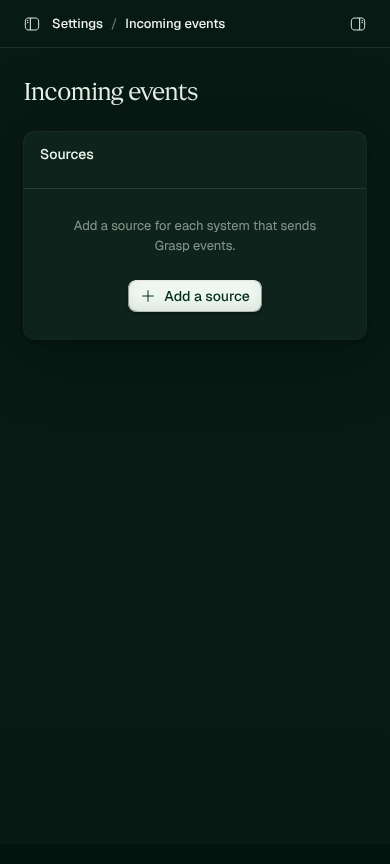 Settings / Incoming events
Incoming events
Sources
Add a source for each system that sends
Grasp events.
Add a source